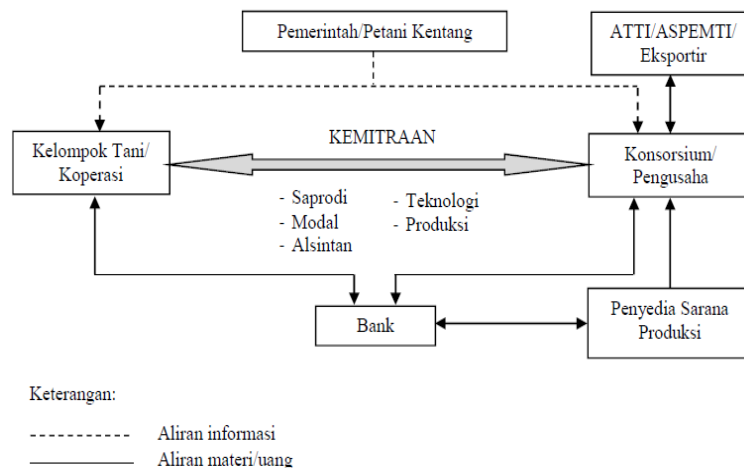 Pemerintah/Petani Kentang
ATTI/ASPEMTI/
Eksportir
KEMITRAAN
Kelompok Tani/
Koperasi
Konsorsium/
Pengusaha
- Saprodi
- Modal
- Alsintan
- Teknologi
- Produksi
Bank
Penyedia Sarana
Produksi
Keterangan:
Aliran informasi
Aliran materi/uang